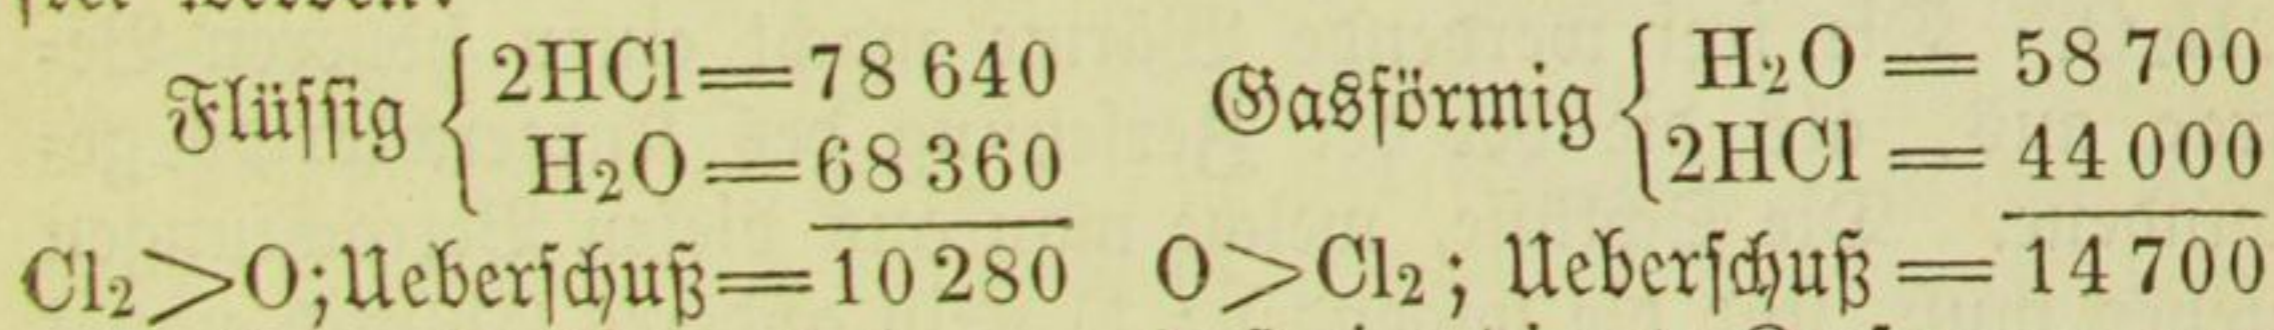 Flüssig { 2HCl = 78 640
H₂O = 68 360
Cl₂ > O; Ueberschuß = 10 280
Gasförmig { H₂O = 58 700
2HCl = 44 000
O > Cl₂; Ueberschuß = 14 700